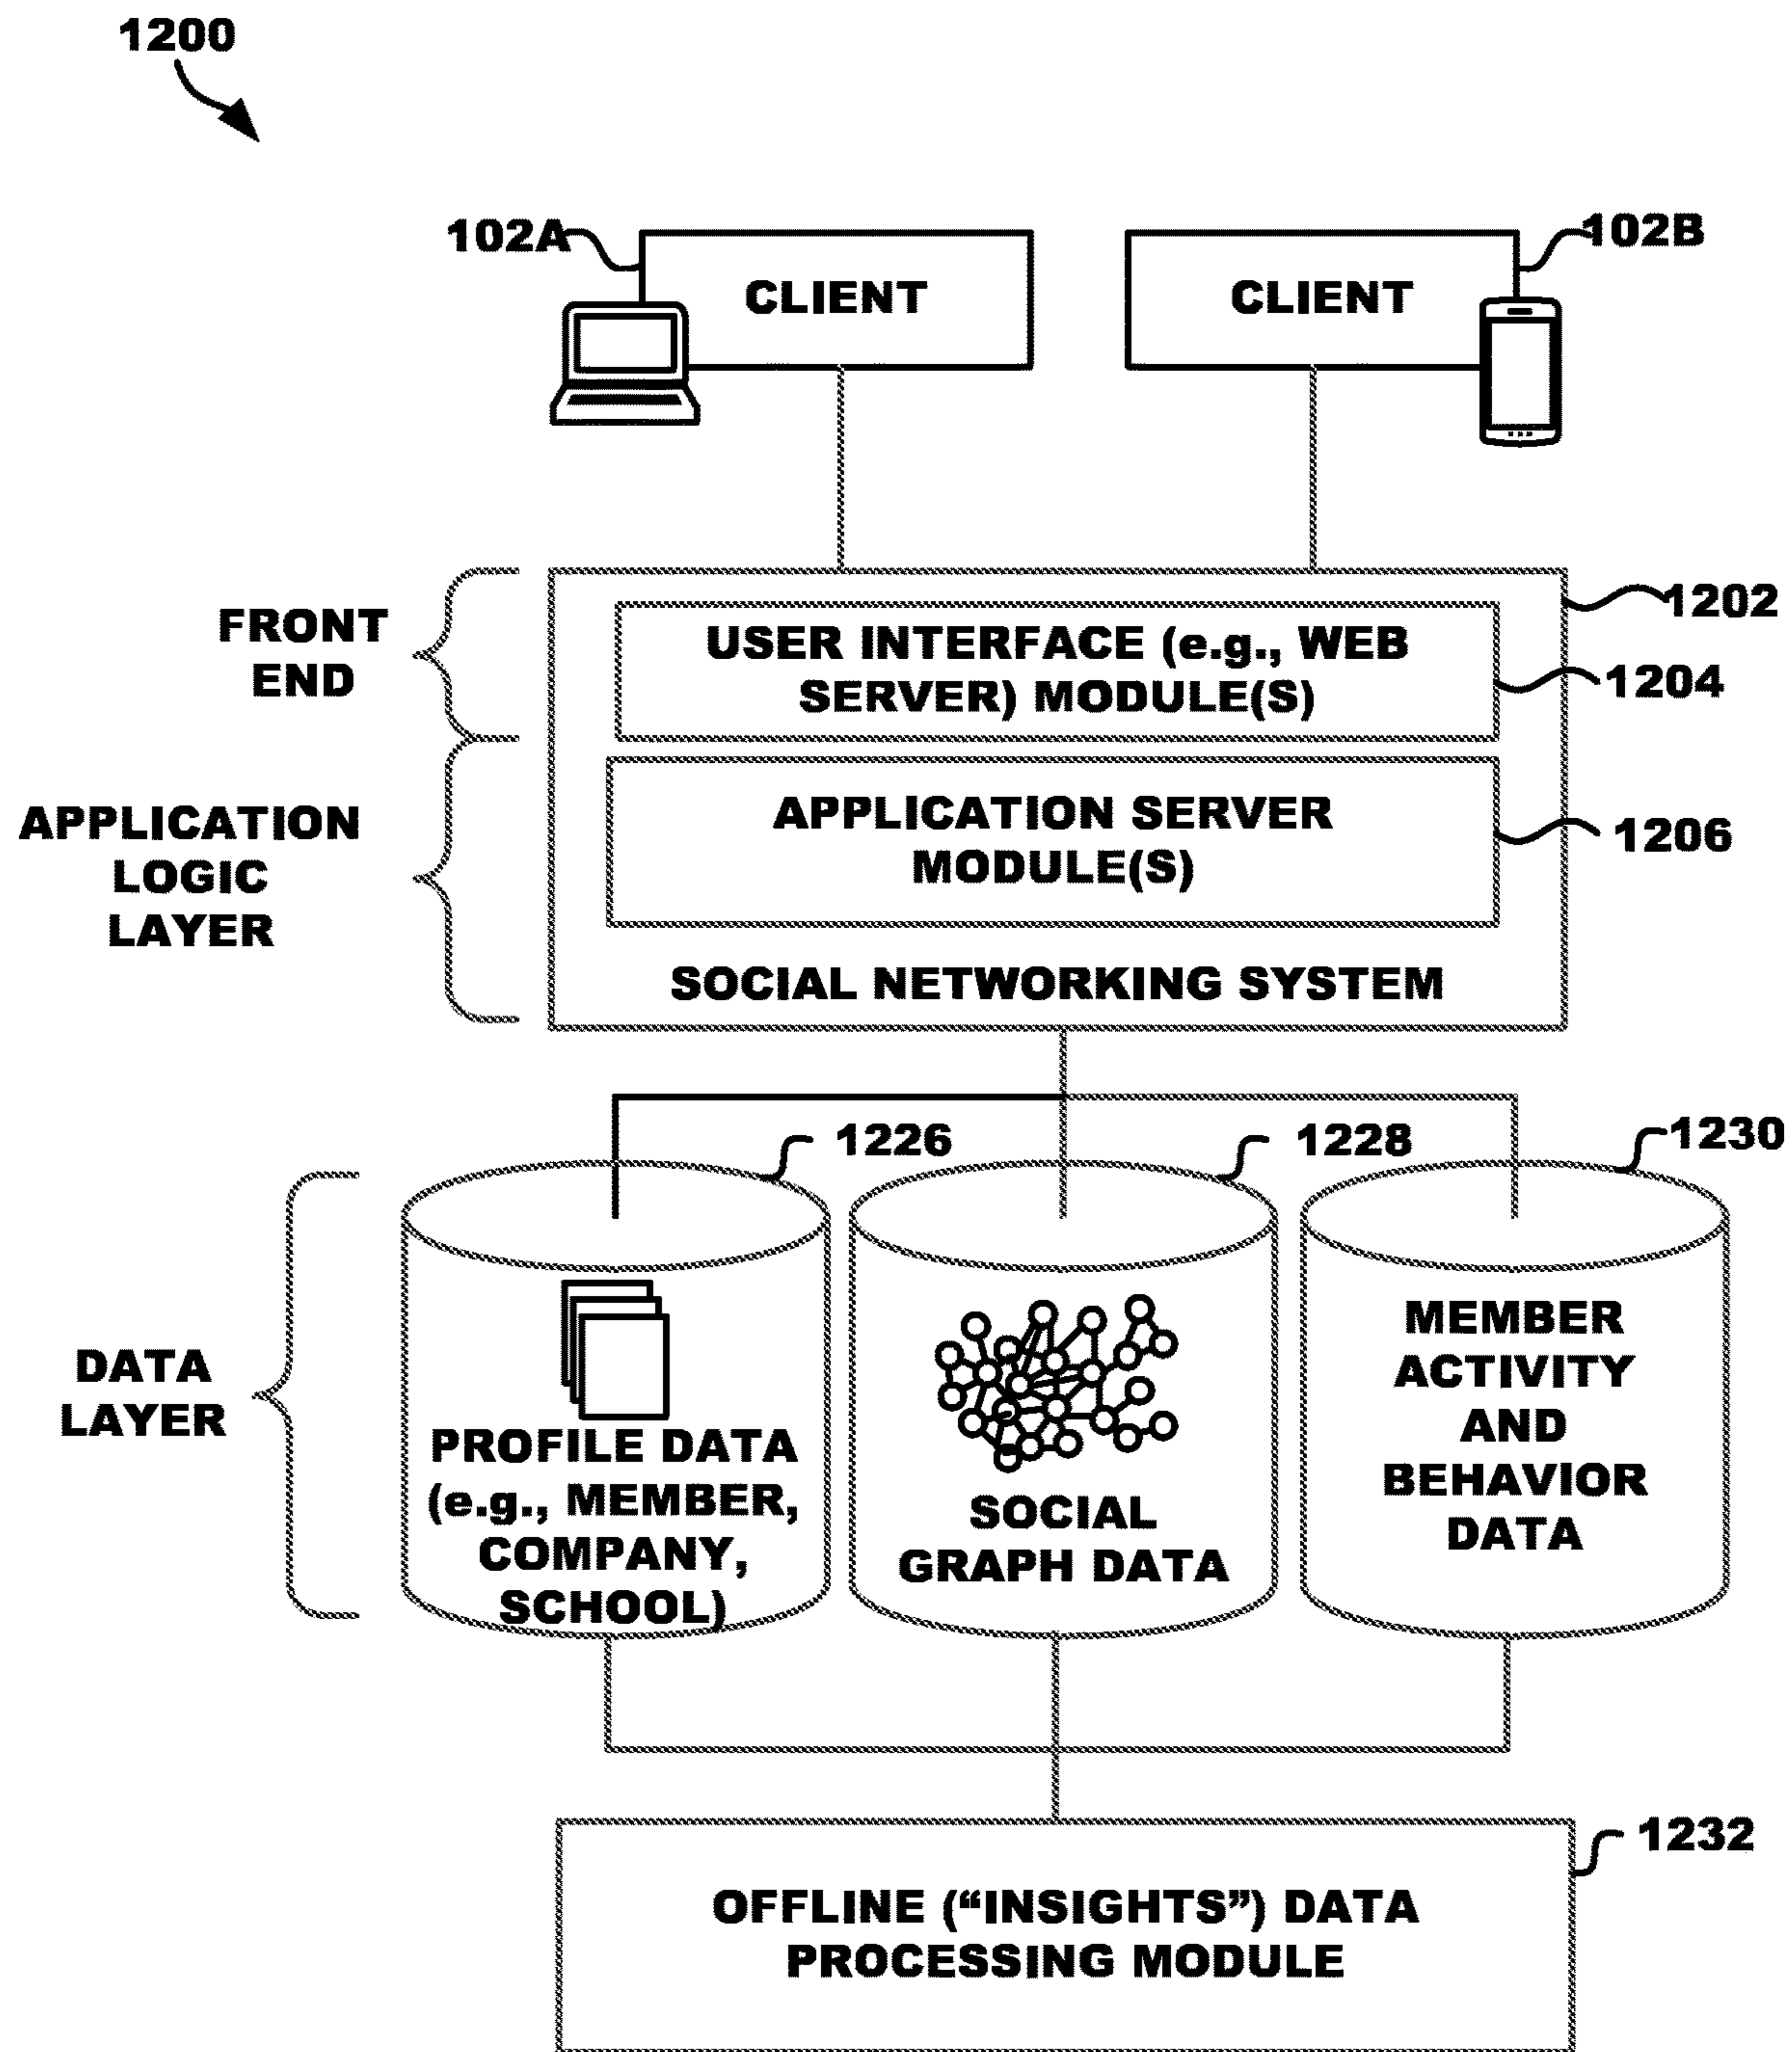 1200
102A
CLIENT
CLIENT
102B
FRONT
END
USER INTERFACE (e.g., WEB
SERVER) MODULE(S)
1202
1204
APPLICATION
LOGIC
LAYER
APPLICATION SERVER
MODULE(S)
1206
SOCIAL NETWORKING SYSTEM
1226
1228
1230
DATA
LAYER
PROFILE DATA
(e.g., MEMBER,
COMPANY,
SCHOOL)
SOCIAL
GRAPH DATA
MEMBER
ACTIVITY
AND
BEHAVIOR
DATA
1232
OFFLINE (“INSIGHTS”) DATA
PROCESSING MODULE